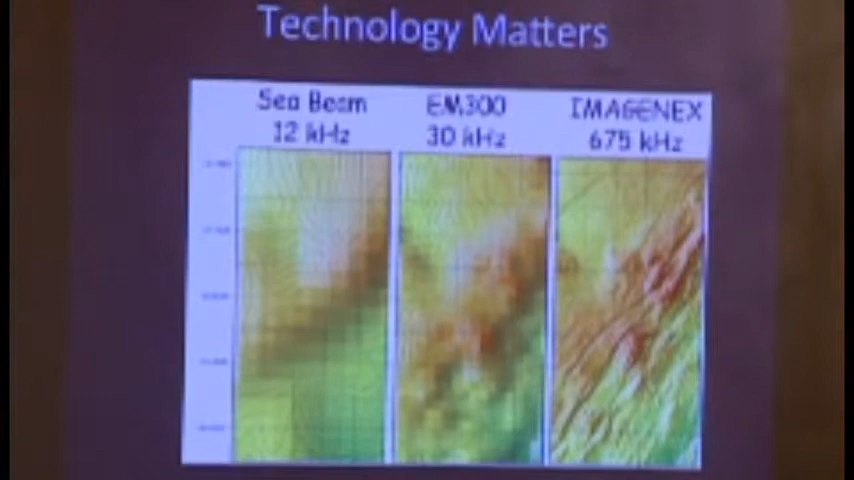 Technology Matters
Sea Beam EM300 IMAGENEX
12 kHz 30 kHz 675 kHz